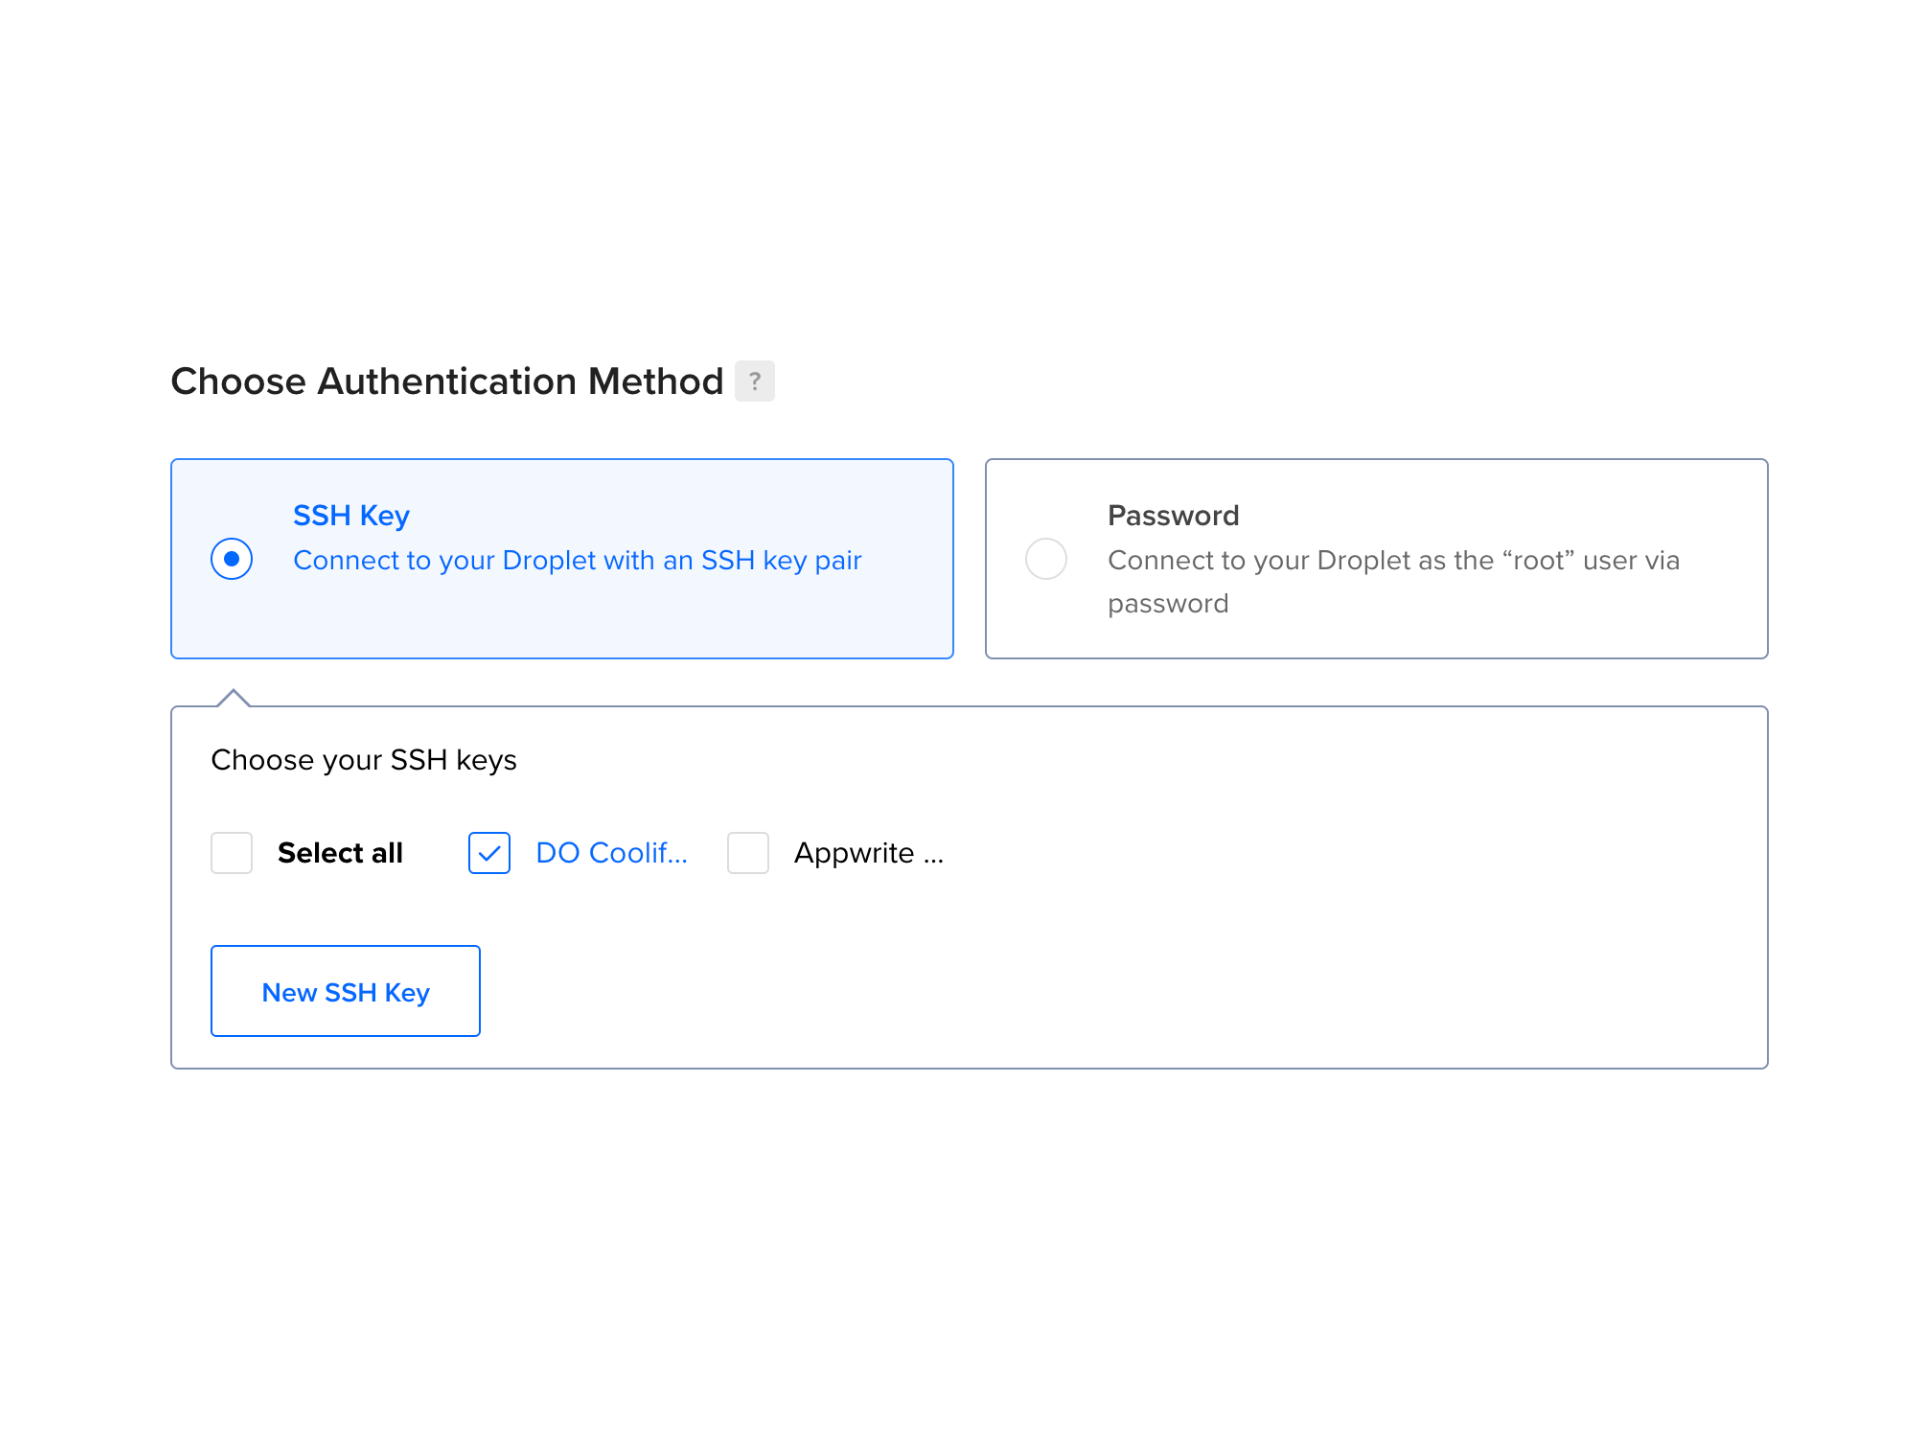 Choose Authentication Method ?
SSH Key
Connect to your Droplet with an SSH key pair
Password
Connect to your Droplet as the “root” user via
password
Choose your SSH keys
Select all
DO Coolif...
Appwrite ...
New SSH Key